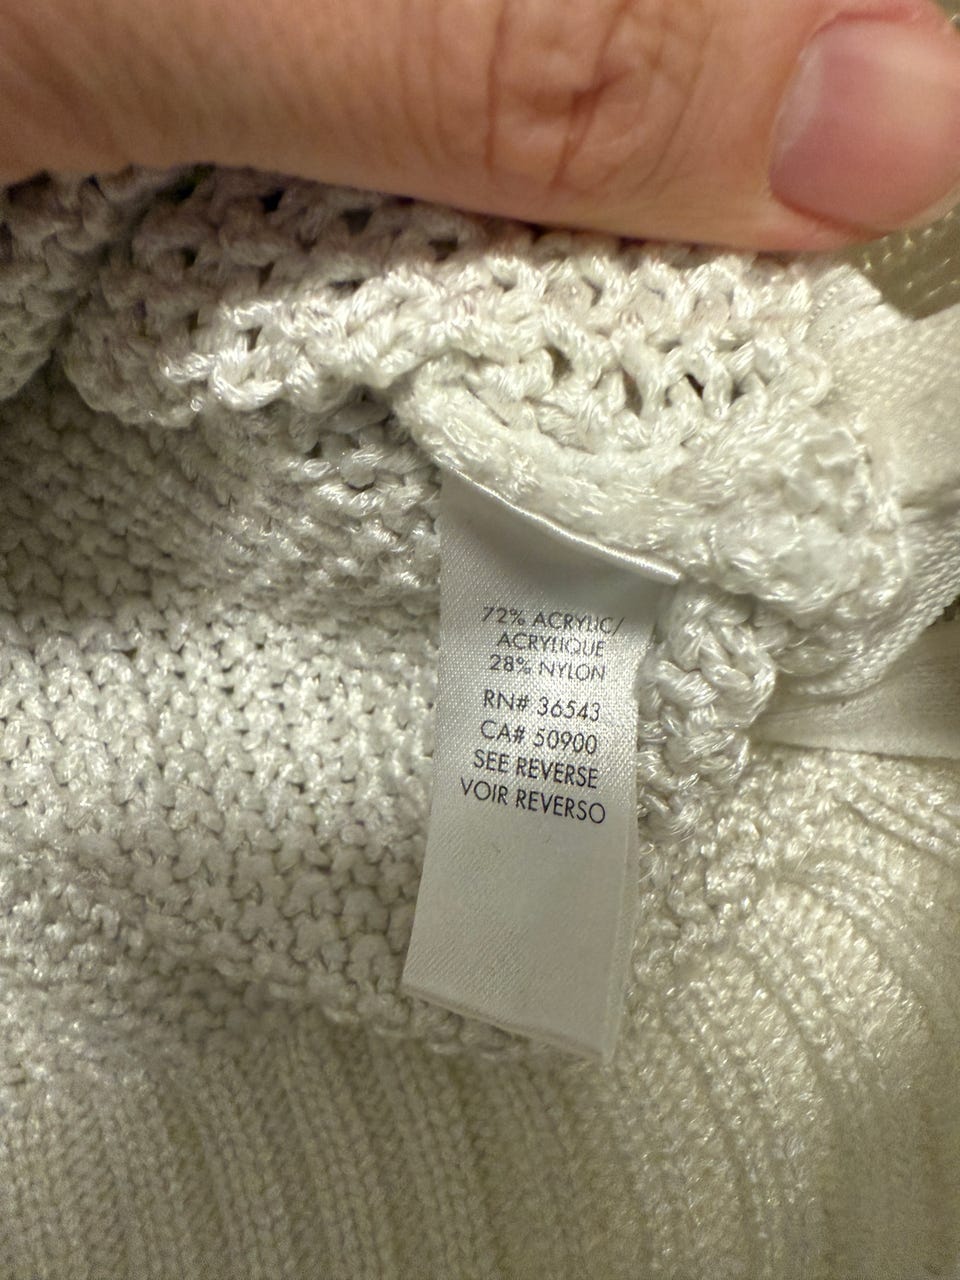 72% ACRYLIC/
ACRYLIQUE
28% NYLON
RN# 36543
CA# 50900
SEE REVERSE
VOIR REVERSO